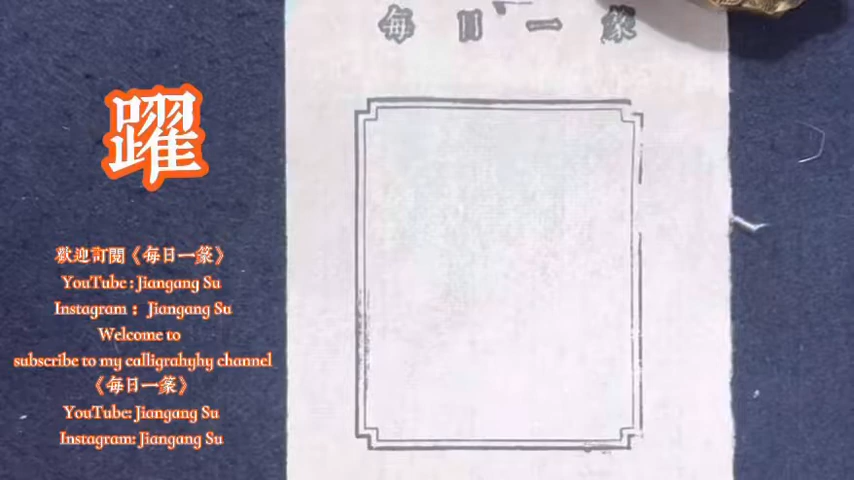 每日一篆
躍
歡迎訂閱《每日一篆》
YouTube : Jiangang Su
Instagram : Jiangang Su
Welcome to
subscribe to my calligrahyhy channel
《每日一篆》
YouTube: Jiangang Su
Instagram: Jiangang Su